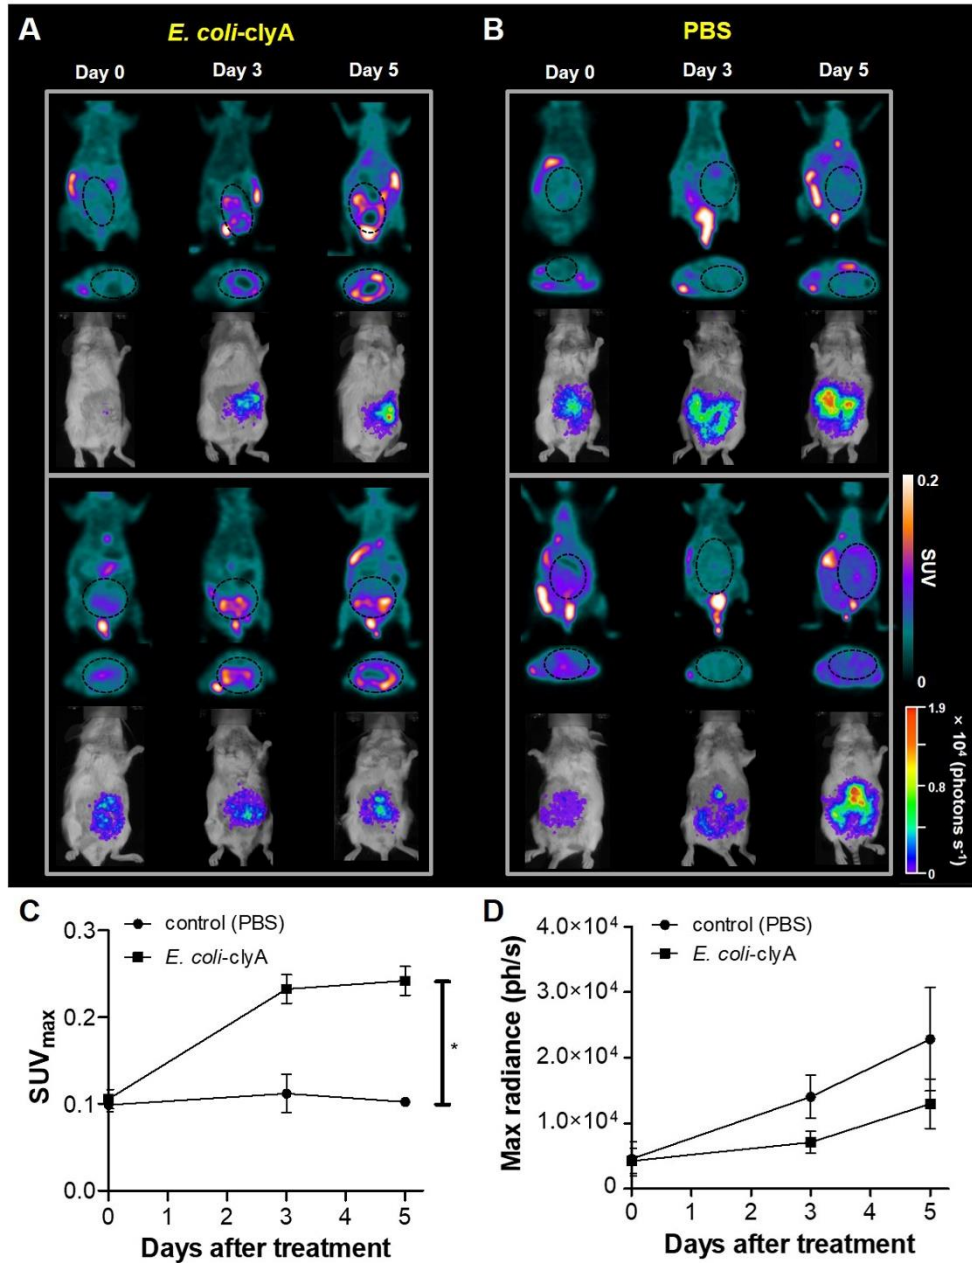 A
E. coli-clyA
Day 0
Day 3
Day 5
B
PBS
Day 0
Day 3
Day 5
0.2
SUV
0
1.9
0.8
0
× 10⁴ (photons s⁻¹)
C
control (PBS)
E. coli-clyA
0.3
0.2
0.1
0.0
SUVmax
*
0 1 2 3 4 5
Days after treatment
D
control (PBS)
E. coli-clyA
4.0×10⁴
3.0×10⁴
2.0×10⁴
1.0×10⁴
0
Max radiance (ph/s)
0 1 2 3 4 5
Days after treatment